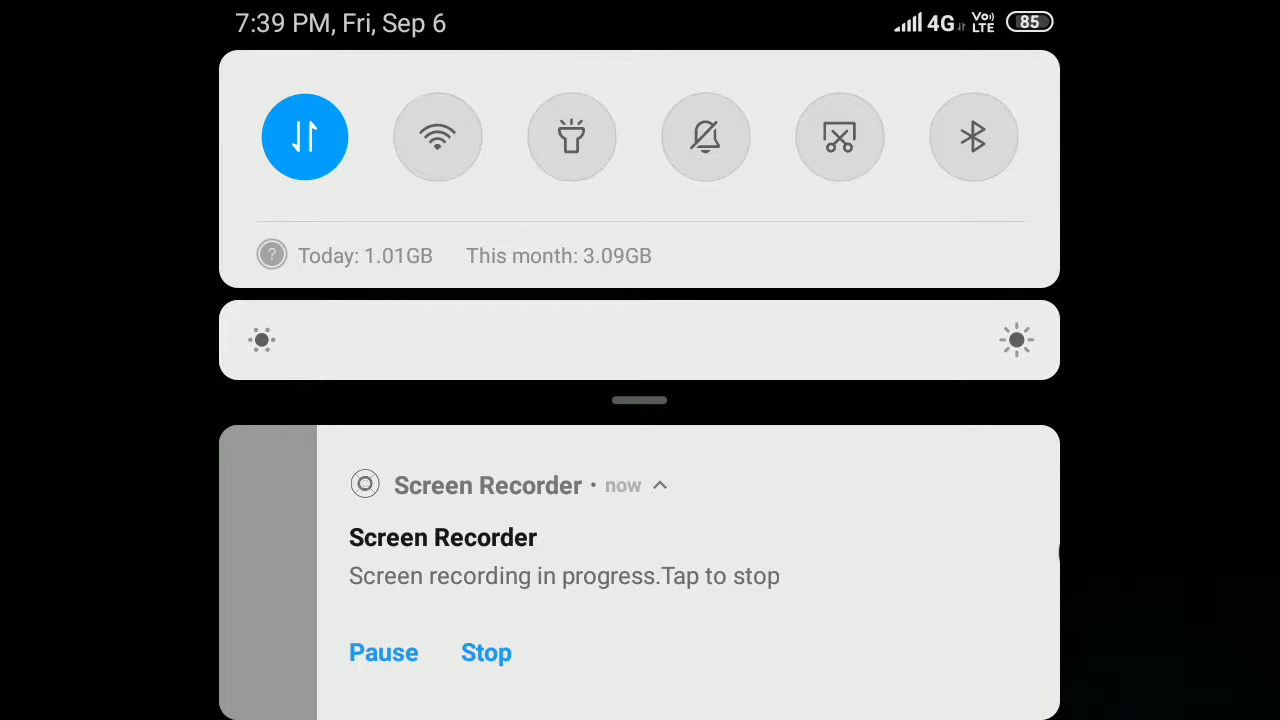 7:39 PM, Fri, Sep 6 4G Vo) LTE 85
? Today: 1.01GB This month: 3.09GB
Screen Recorder • now
Screen Recorder
Screen recording in progress.Tap to stop
Pause Stop